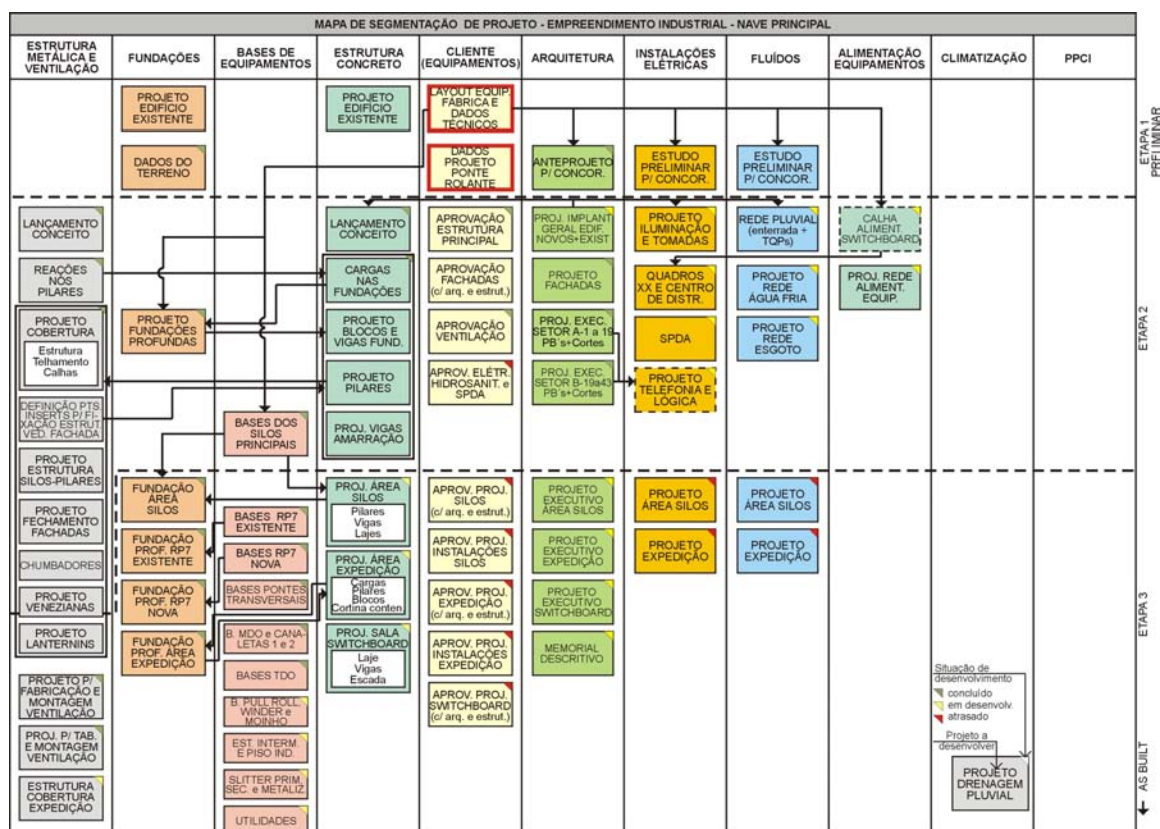 MAPA DE SEGMENTAÇÃO DE PROJETO - EMPREENDIMENTO INDUSTRIAL - NAVE PRINCIPAL
ESTRUTURA
METÁLICA E
VENTILAÇÃO
FUNDAÇÕES
BASES DE
EQUIPAMENTOS
ESTRUTURA
CONCRETO
CLIENTE
(EQUIPAMENTOS)
ARQUITETURA
INSTALAÇÕES
ELÉTRICAS
FLUÍDOS
ALIMENTAÇÃO
EQUIPAMENTOS
CLIMATIZAÇÃO
PPCI
LANÇAMENTO
CONCEITO
REAÇÕES
NOS
PILARES
PROJETO
COBERTURA
Estrutura
Telhamento
Calhas
DEFINIÇÃO PTS.
INSERTS P/ FI-
XAÇÃO ESTRUT.
VED. FACHADA
PROJETO
ESTRUTURA
SILOS-PILARES
PROJETO
FECHAMENTO
FACHADAS
CHUMBADORES
PROJETO
VENEZIANAS
PROJETO
LANTERNINS
PROJETO P/
FABRICAÇÃO E
MONTAGEM
VENTILAÇÃO
PROJ. P/ TAB.
E MONTAGEM
VENTILAÇÃO
ESTRUTURA
COBERTURA
EXPEDIÇÃO
PROJETO
EDIFÍCIO
EXISTENTE
DADOS DO
TERRENO
PROJETO
FUNDAÇÕES
PROFUNDAS
FUNDAÇÃO
ÁREA
SILOS
FUNDAÇÃO
PROF. RP7
EXISTENTE
FUNDAÇÃO
PROF. RP7
NOVA
FUNDAÇÃO
PROF. ÁREA
EXPEDIÇÃO
BASES DOS
SILOS
PRINCIPAIS
BASES RP7
EXISTENTE
BASES RP7
NOVA
BASES PONTES
TRANSVERSAIS
B. MDO e CANA-
LETAS 1 e 2
BASES TDO
B. PULL ROLL.
WINDER e
MOINHO
EST. INTERM.
E PISO IND.
SLITTER PRIM.
SEC. e METALIZ.
UTILIDADES
PROJETO
EDIFÍCIO
EXISTENTE
LANÇAMENTO
CONCEITO
CARGAS
NAS
FUNDAÇÕES
PROJETO
BLOCOS E
VIGAS FUND.
PROJETO
PILARES
PROJ. VIGAS
AMARRAÇÃO
PROJ. ÁREA
SILOS
Pilares
Vigas
Lajes
PROJ. ÁREA
EXPEDIÇÃO
Cargas
Pilares
Blocos
Cortina conten.
PROJ. SALA
SWITCHBOARD
Laje
Vigas
Escada
LAYOUT EQUIP.
FÁBRICA E
DADOS
TÉCNICOS
DADOS
PROJETO
PONTE
ROLANTE
APROVAÇÃO
ESTRUTURA
PRINCIPAL
APROVAÇÃO
FACHADAS
(c/ arq. e estrut.)
APROVAÇÃO
VENTILAÇÃO
APROV. ELÉTR.
HIDROSANIT. e
SPDA
APROV. PROJ.
SILOS
(c/ arq. e estrut.)
APROV. PROJ.
INSTALAÇÕES
SILOS
APROV. PROJ.
EXPEDIÇÃO
(c/ arq. e estrut.)
APROV. PROJ.
INSTALAÇÕES
EXPEDIÇÃO
APROV. PROJ.
SWITCHBOARD
(c/ arq. e estrut.)
ANTEPROJETO
P/ CONCOR.
PROJ. IMPLANT
GERAL EDIF.
NOVOS+EXIST
PROJETO
FACHADAS
PROJ. EXEC.
SETOR A-1 a 19
PB´s+Cortes
PROJ. EXEC.
SETOR B-19a43
PB´s+Cortes
PROJETO
EXECUTIVO
ÁREA SILOS
PROJETO
EXECUTIVO
EXPEDIÇÃO
PROJETO
EXECUTIVO
SWITCHBOARD
MEMORIAL
DESCRITIVO
ESTUDO
PRELIMINAR
P/ CONCOR.
PROJETO
ILUMINAÇÃO
E TOMADAS
QUADROS
XX E CENTRO
DE DISTR.
SPDA
PROJETO
TELEFONIA E
LÓGICA
PROJETO
ÁREA SILOS
PROJETO
EXPEDIÇÃO
ESTUDO
PRELIMINAR
P/ CONCOR.
REDE PLUVIAL
(enterrada +
TQPs)
PROJETO
REDE
ÁGUA FRIA
PROJETO
REDE
ESGOTO
PROJETO
ÁREA SILOS
PROJETO
EXPEDIÇÃO
CALHA
ALIMENT.
SWITCHBOARD
PROJ. REDE
ALIMENT.
EQUIP.
Situação de
desenvolvimento
concluído
em desenvolv.
atrasado
Projeto a
desenvolver
PROJETO
DRENAGEM
PLUVIAL
ETAPA 1
PRELIMINAR
ETAPA 2
ETAPA 3
AS BUILT